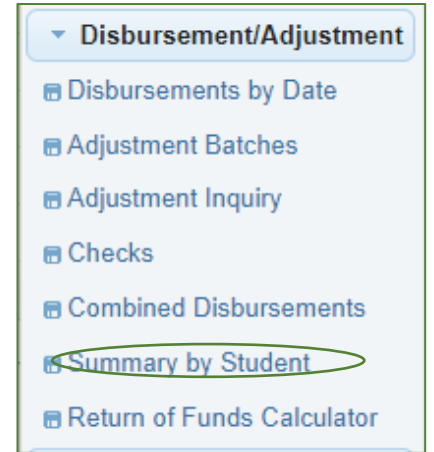 Disbursement/Adjustment
Disbursements by Date
Adjustment Batches
Adjustment Inquiry
Checks
Combined Disbursements
Summary by Student
Return of Funds Calculator